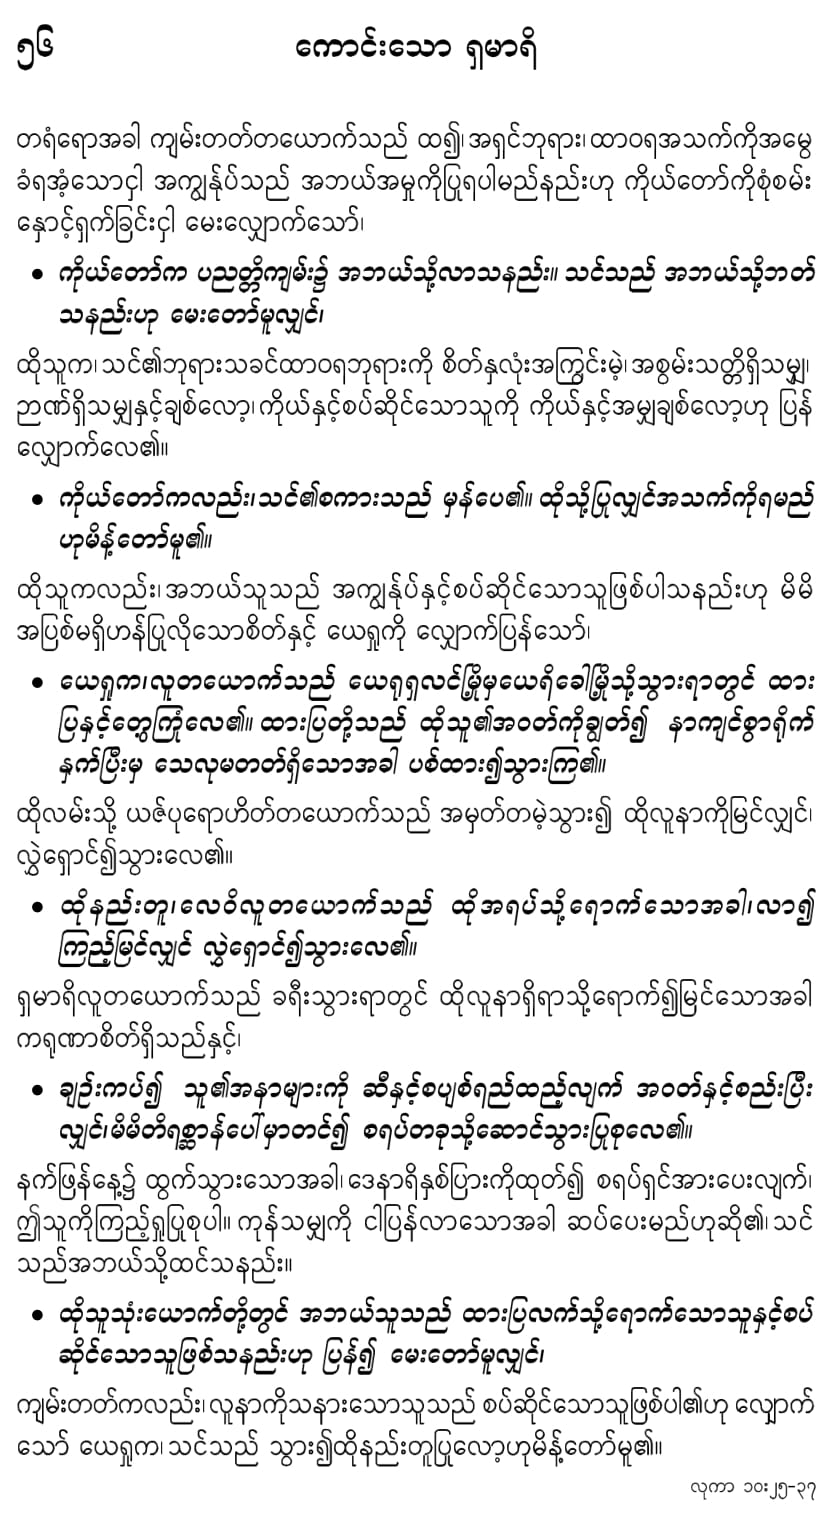 ၅၆
ကောင်းသော ရှမာရိ
တရံရောအခါ ကျမ်းတတ်တယောက်သည် ထ၍၊ အရှင်ဘုရား၊ ထာဝရအသက်ကိုအမွေ
ခံရအံ့သောငှါ အကျွန်ုပ်သည် အဘယ်အမှုကိုပြုရပါမည်နည်းဟု ကိုယ်တော်ကိုစုံစမ်း
နှောင့်ရှက်ခြင်းငှါ မေးလျှောက်သော်၊
• ကိုယ်တော်က ပညတ္တိကျမ်း၌ အဘယ်သို့လာသနည်း။ သင်သည် အဘယ်သို့ဘတ်
သနည်းဟု မေးတော်မူလျှင်၊
ထိုသူက၊ သင်၏ဘုရားသခင်ထာဝရဘုရားကို စိတ်နှလုံးအကြွင်းမဲ့၊ အစွမ်းသတ္တိရှိသမျှ၊
ဉာဏ်ရှိသမျှနှင့်ချစ်လော့၊ ကိုယ်နှင့်စပ်ဆိုင်သောသူကို ကိုယ်နှင့်အမျှချစ်လော့ဟု ပြန်
လျှောက်လေ၏။
• ကိုယ်တော်ကလည်း၊ သင်၏စကားသည် မှန်ပေ၏။ ထိုသို့ပြုလျှင်အသက်ကိုရမည်
ဟုမိန့်တော်မူ၏။
ထိုသူကလည်း၊ အဘယ်သူသည် အကျွန်ုပ်နှင့်စပ်ဆိုင်သောသူဖြစ်ပါသနည်းဟု မိမိ
အပြစ်မရှိဟန်ပြုလိုသောစိတ်နှင့် ယေရှုကို လျှောက်ပြန်သော်၊
• ယေရှုက၊ လူတယောက်သည် ယေရုရှလင်မြို့မှယေရိခေါမြို့သို့သွားရာတွင် ထား
ပြနှင့်တွေ့ကြုံလေ၏။ ထားပြတို့သည် ထိုသူ၏အဝတ်ကိုချွတ်၍ နာကျင်စွာရိုက်
နှက်ပြီးမှ သေလုမတတ်ရှိသောအခါ ပစ်ထား၍သွားကြ၏။
ထိုလမ်းသို့ ယဇ်ပုရောဟိတ်တယောက်သည် အမှတ်တမဲ့သွား၍ ထိုလူနာကိုမြင်လျှင်၊
လွှဲရှောင်၍သွားလေ၏။
• ထိုနည်းတူ၊ လေဝိလူတယောက်သည် ထိုအရပ်သို့ရောက်သောအခါ၊ လာ၍
ကြည့်မြင်လျှင် လွှဲရှောင်၍သွားလေ၏။
ရှမာရိလူတယောက်သည် ခရီးသွားရာတွင် ထိုလူနာရှိရာသို့ရောက်၍မြင်သောအခါ
ကရုဏာစိတ်ရှိသည်နှင့်၊
• ချဉ်းကပ်၍ သူ၏အနာများကို ဆီနှင့်စပျစ်ရည်ထည့်လျက် အဝတ်နှင့်စည်းပြီး
လျှင်၊ မိမိတိရစ္ဆာန်ပေါ်မှာတင်၍ စရပ်တခုသို့ဆောင်သွားပြုစုလေ၏။
နက်ဖြန်နေ့၌ ထွက်သွားသောအခါ၊ ဒေနာရိနှစ်ပြားကိုထုတ်၍ စရပ်ရှင်အားပေးလျက်၊
ဤသူကိုကြည့်ရှုပြုစုပါ။ ကုန်သမျှကို ငါပြန်လာသောအခါ ဆပ်ပေးမည်ဟုဆို၏၊ သင်
သည်အဘယ်သို့ထင်သနည်း။
• ထိုသူသုံးယောက်တို့တွင် အဘယ်သူသည် ထားပြလက်သို့ရောက်သောသူနှင့်စပ်
ဆိုင်သောသူဖြစ်သနည်းဟု ပြန်၍ မေးတော်မူလျှင်၊
ကျမ်းတတ်ကလည်း၊ လူနာကိုသနားသောသူသည် စပ်ဆိုင်သောသူဖြစ်ပါ၏ဟု လျှောက်
သော် ယေရှုက၊ သင်သည် သွား၍ထိုနည်းတူပြုလော့ဟုမိန့်တော်မူ၏။
လုကာ ၁၀း၂၅-၃၇